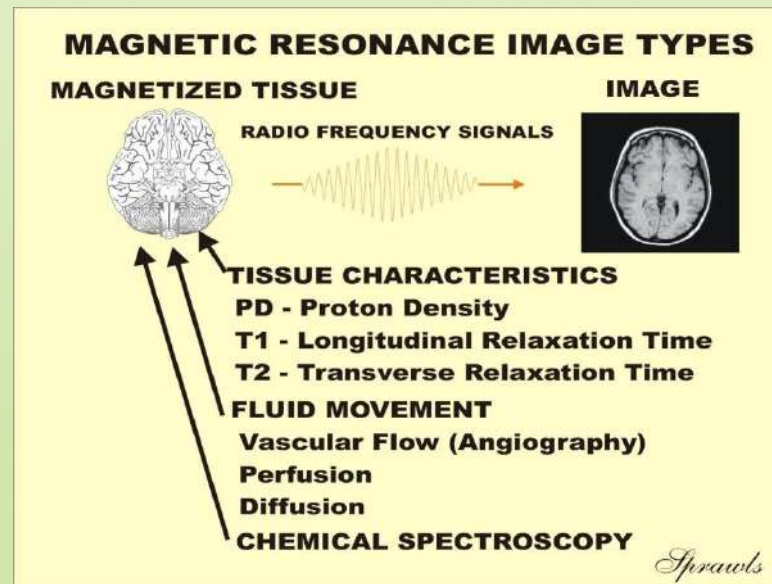 MAGNETIC RESONANCE IMAGE TYPES
MAGNETIZED TISSUE
IMAGE
RADIO FREQUENCY SIGNALS
TISSUE CHARACTERISTICS
PD - Proton Density
T1 - Longitudinal Relaxation Time
T2 - Transverse Relaxation Time
FLUID MOVEMENT
Vascular Flow (Angiography)
Perfusion
Diffusion
CHEMICAL SPECTROSCOPY
Sprawls